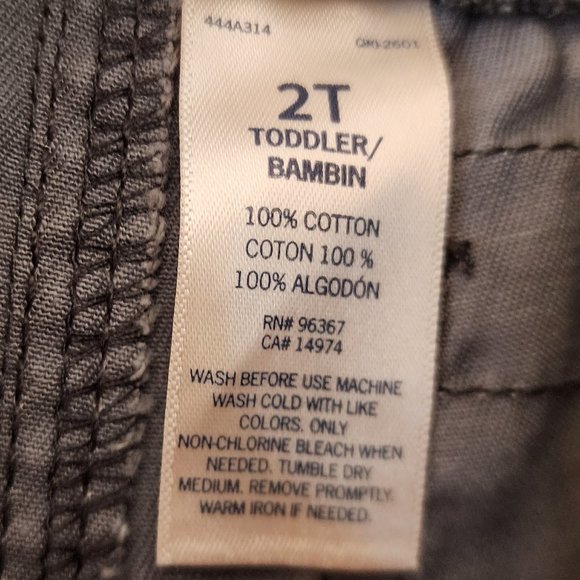 444A314 QRI-2601
2T
TODDLER/
BAMBIN
100% COTTON
COTON 100 %
100% ALGODÓN
RN# 96367
CA# 14974
WASH BEFORE USE MACHINE
WASH COLD WITH LIKE
COLORS. ONLY
NON-CHLORINE BLEACH WHEN
NEEDED. TUMBLE DRY
MEDIUM. REMOVE PROMPTLY.
WARM IRON IF NEEDED.